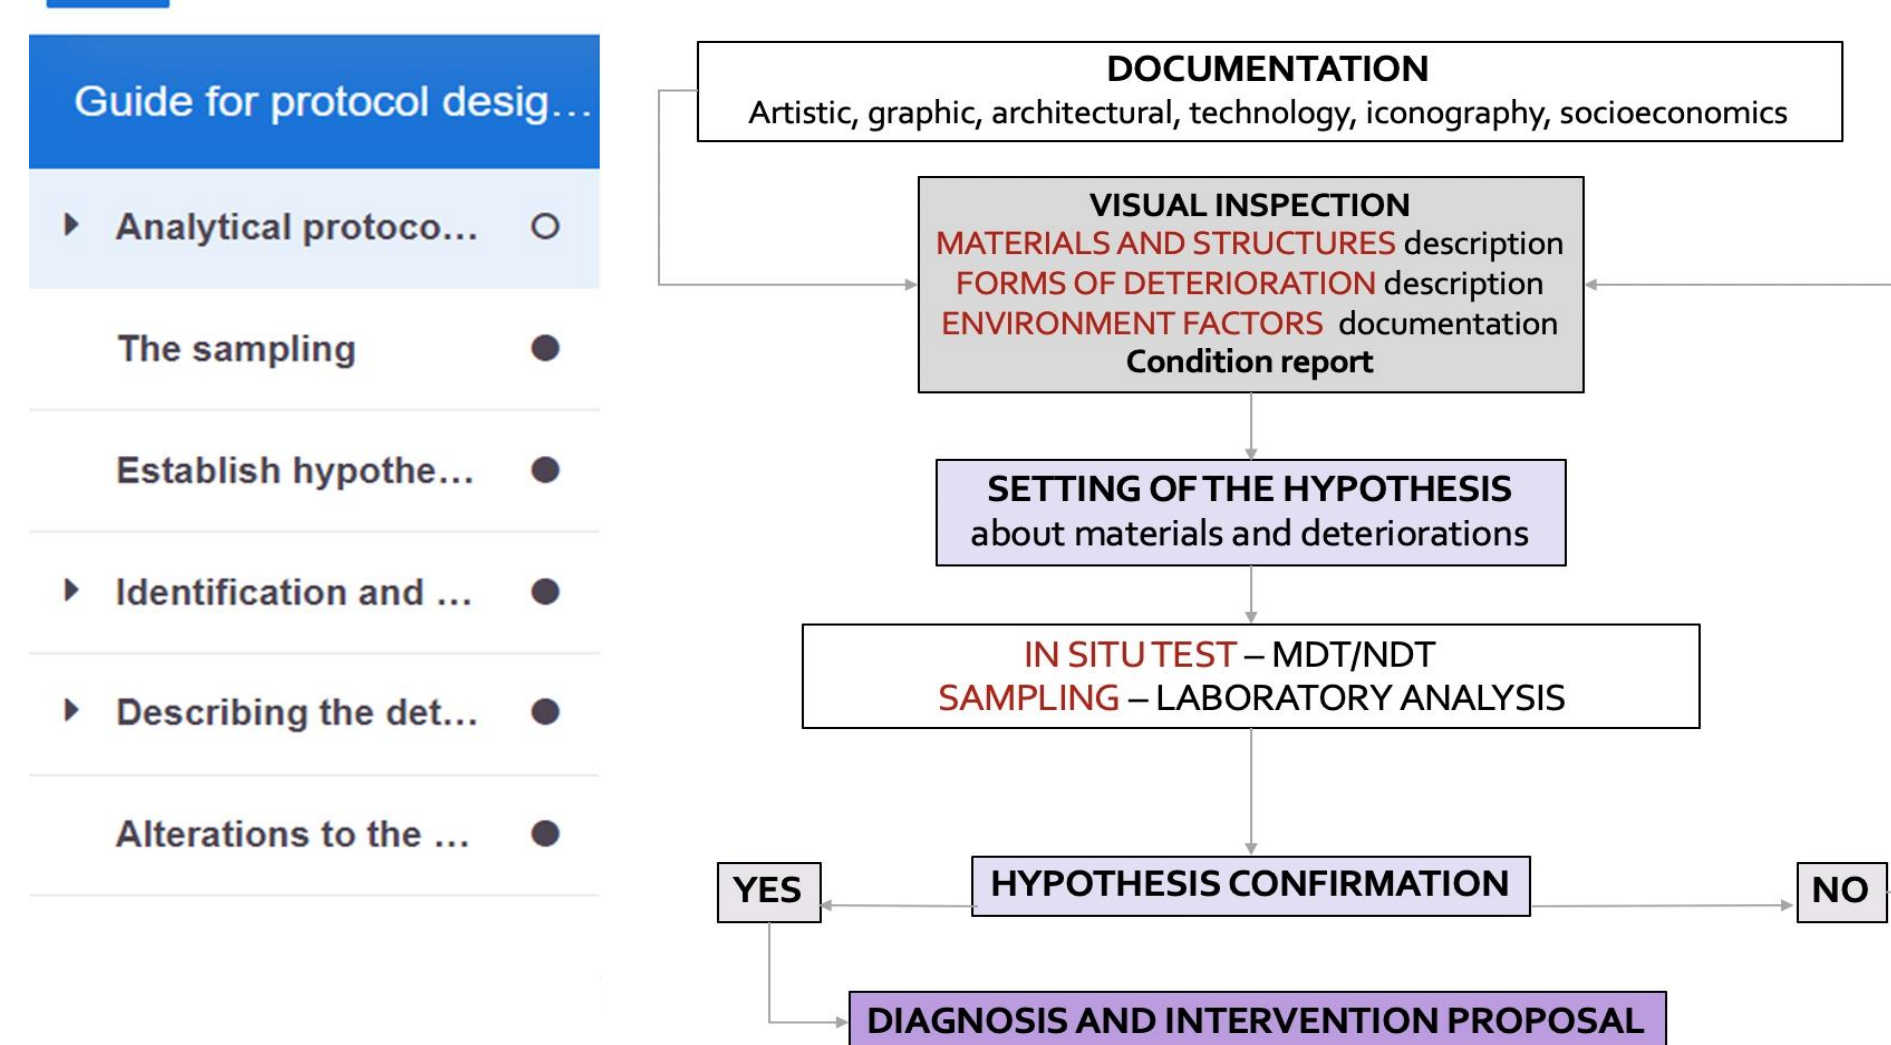 Guide for protocol desig...
Analytical protoco...
The sampling
Establish hypothe...
Identification and ...
Describing the det...
Alterations to the ...
DOCUMENTATION
Artistic, graphic, architectural, technology, iconography, socioeconomics
VISUAL INSPECTION
MATERIALS AND STRUCTURES description
FORMS OF DETERIORATION description
ENVIRONMENT FACTORS documentation
Condition report
SETTING OF THE HYPOTHESIS
about materials and deteriorations
IN SITU TEST – MDT/NDT
SAMPLING – LABORATORY ANALYSIS
YES
HYPOTHESIS CONFIRMATION
NO
DIAGNOSIS AND INTERVENTION PROPOSAL